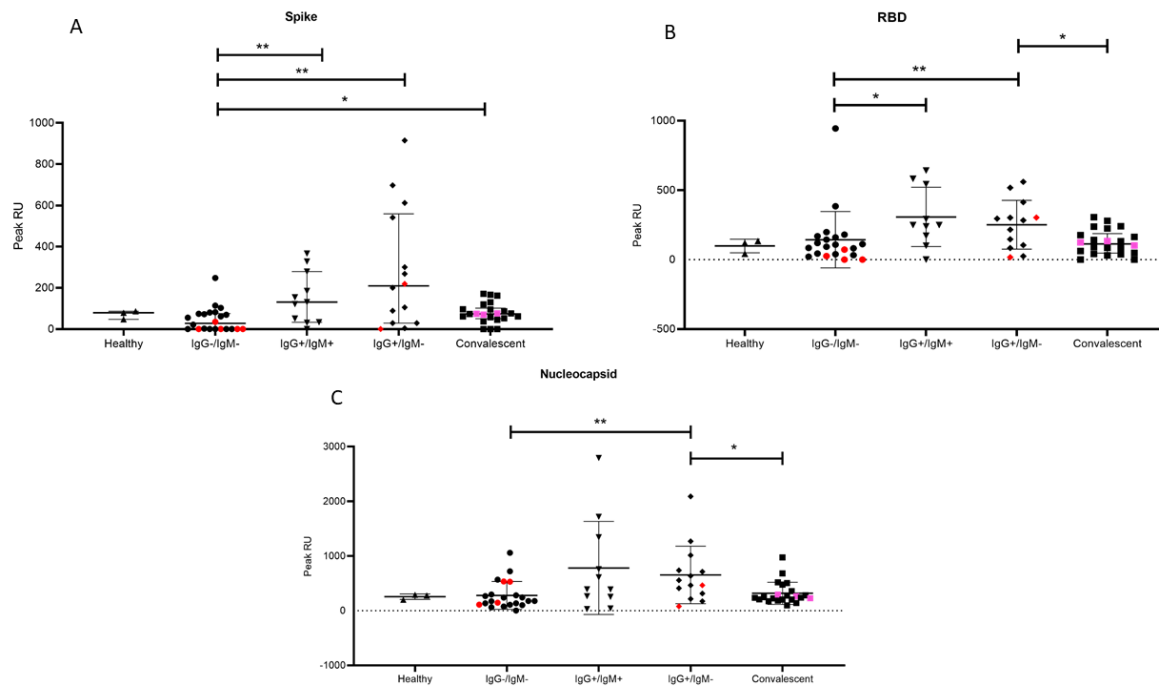 A
Spike
**
**
*
1000
800
600
400
200
0
Peak RU
Healthy IgG-/IgM- IgG+/IgM+ IgG+/IgM- Convalescent
B
RBD
*
**
*
1000
500
0
-500
Peak RU
Healthy IgG-/IgM- IgG+/IgM+ IgG+/IgM- Convalescent
C
Nucleocapsid
**
*
3000
2000
1000
0
-1000
Peak RU
Healthy IgG-/IgM- IgG+/IgM+ IgG+/IgM- Convalescent